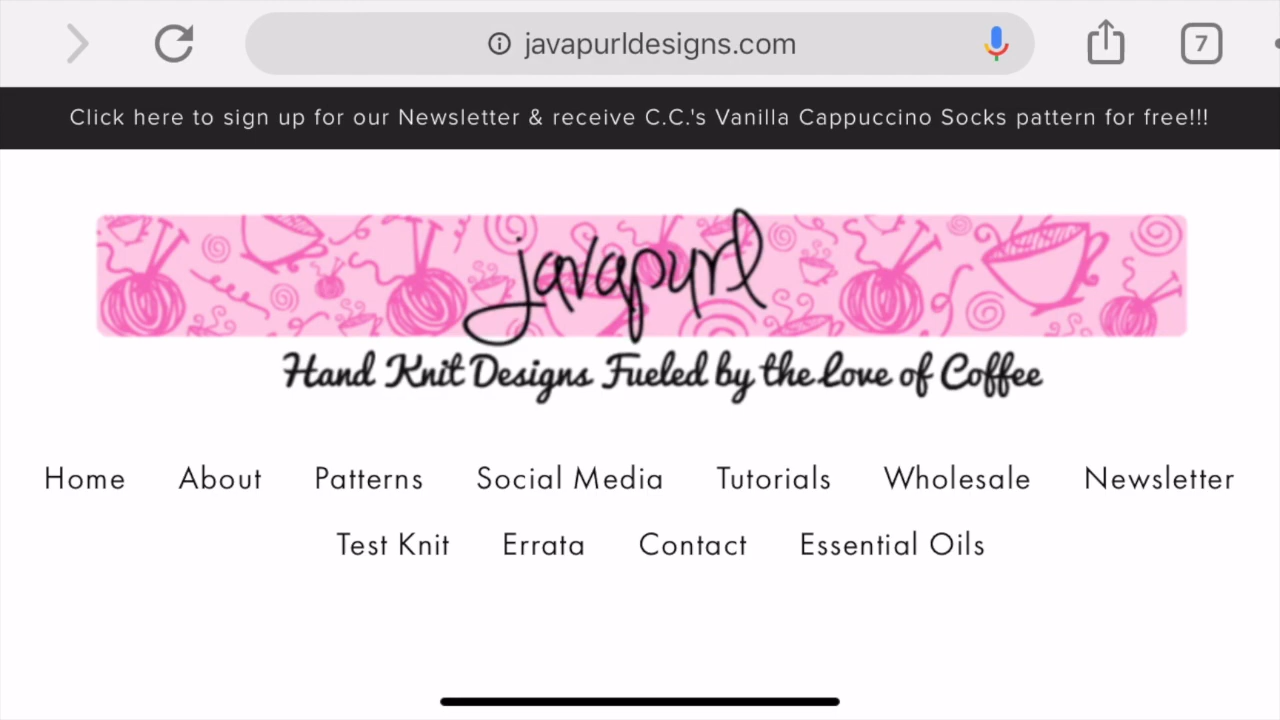 javapurldesigns.com
7
Click here to sign up for our Newsletter & receive C.C.'s Vanilla Cappuccino Socks pattern for free!!!
javapurl
Hand Knit Designs Fueled by the Love of Coffee
Home About Patterns Social Media Tutorials Wholesale Newsletter
Test Knit Errata Contact Essential Oils